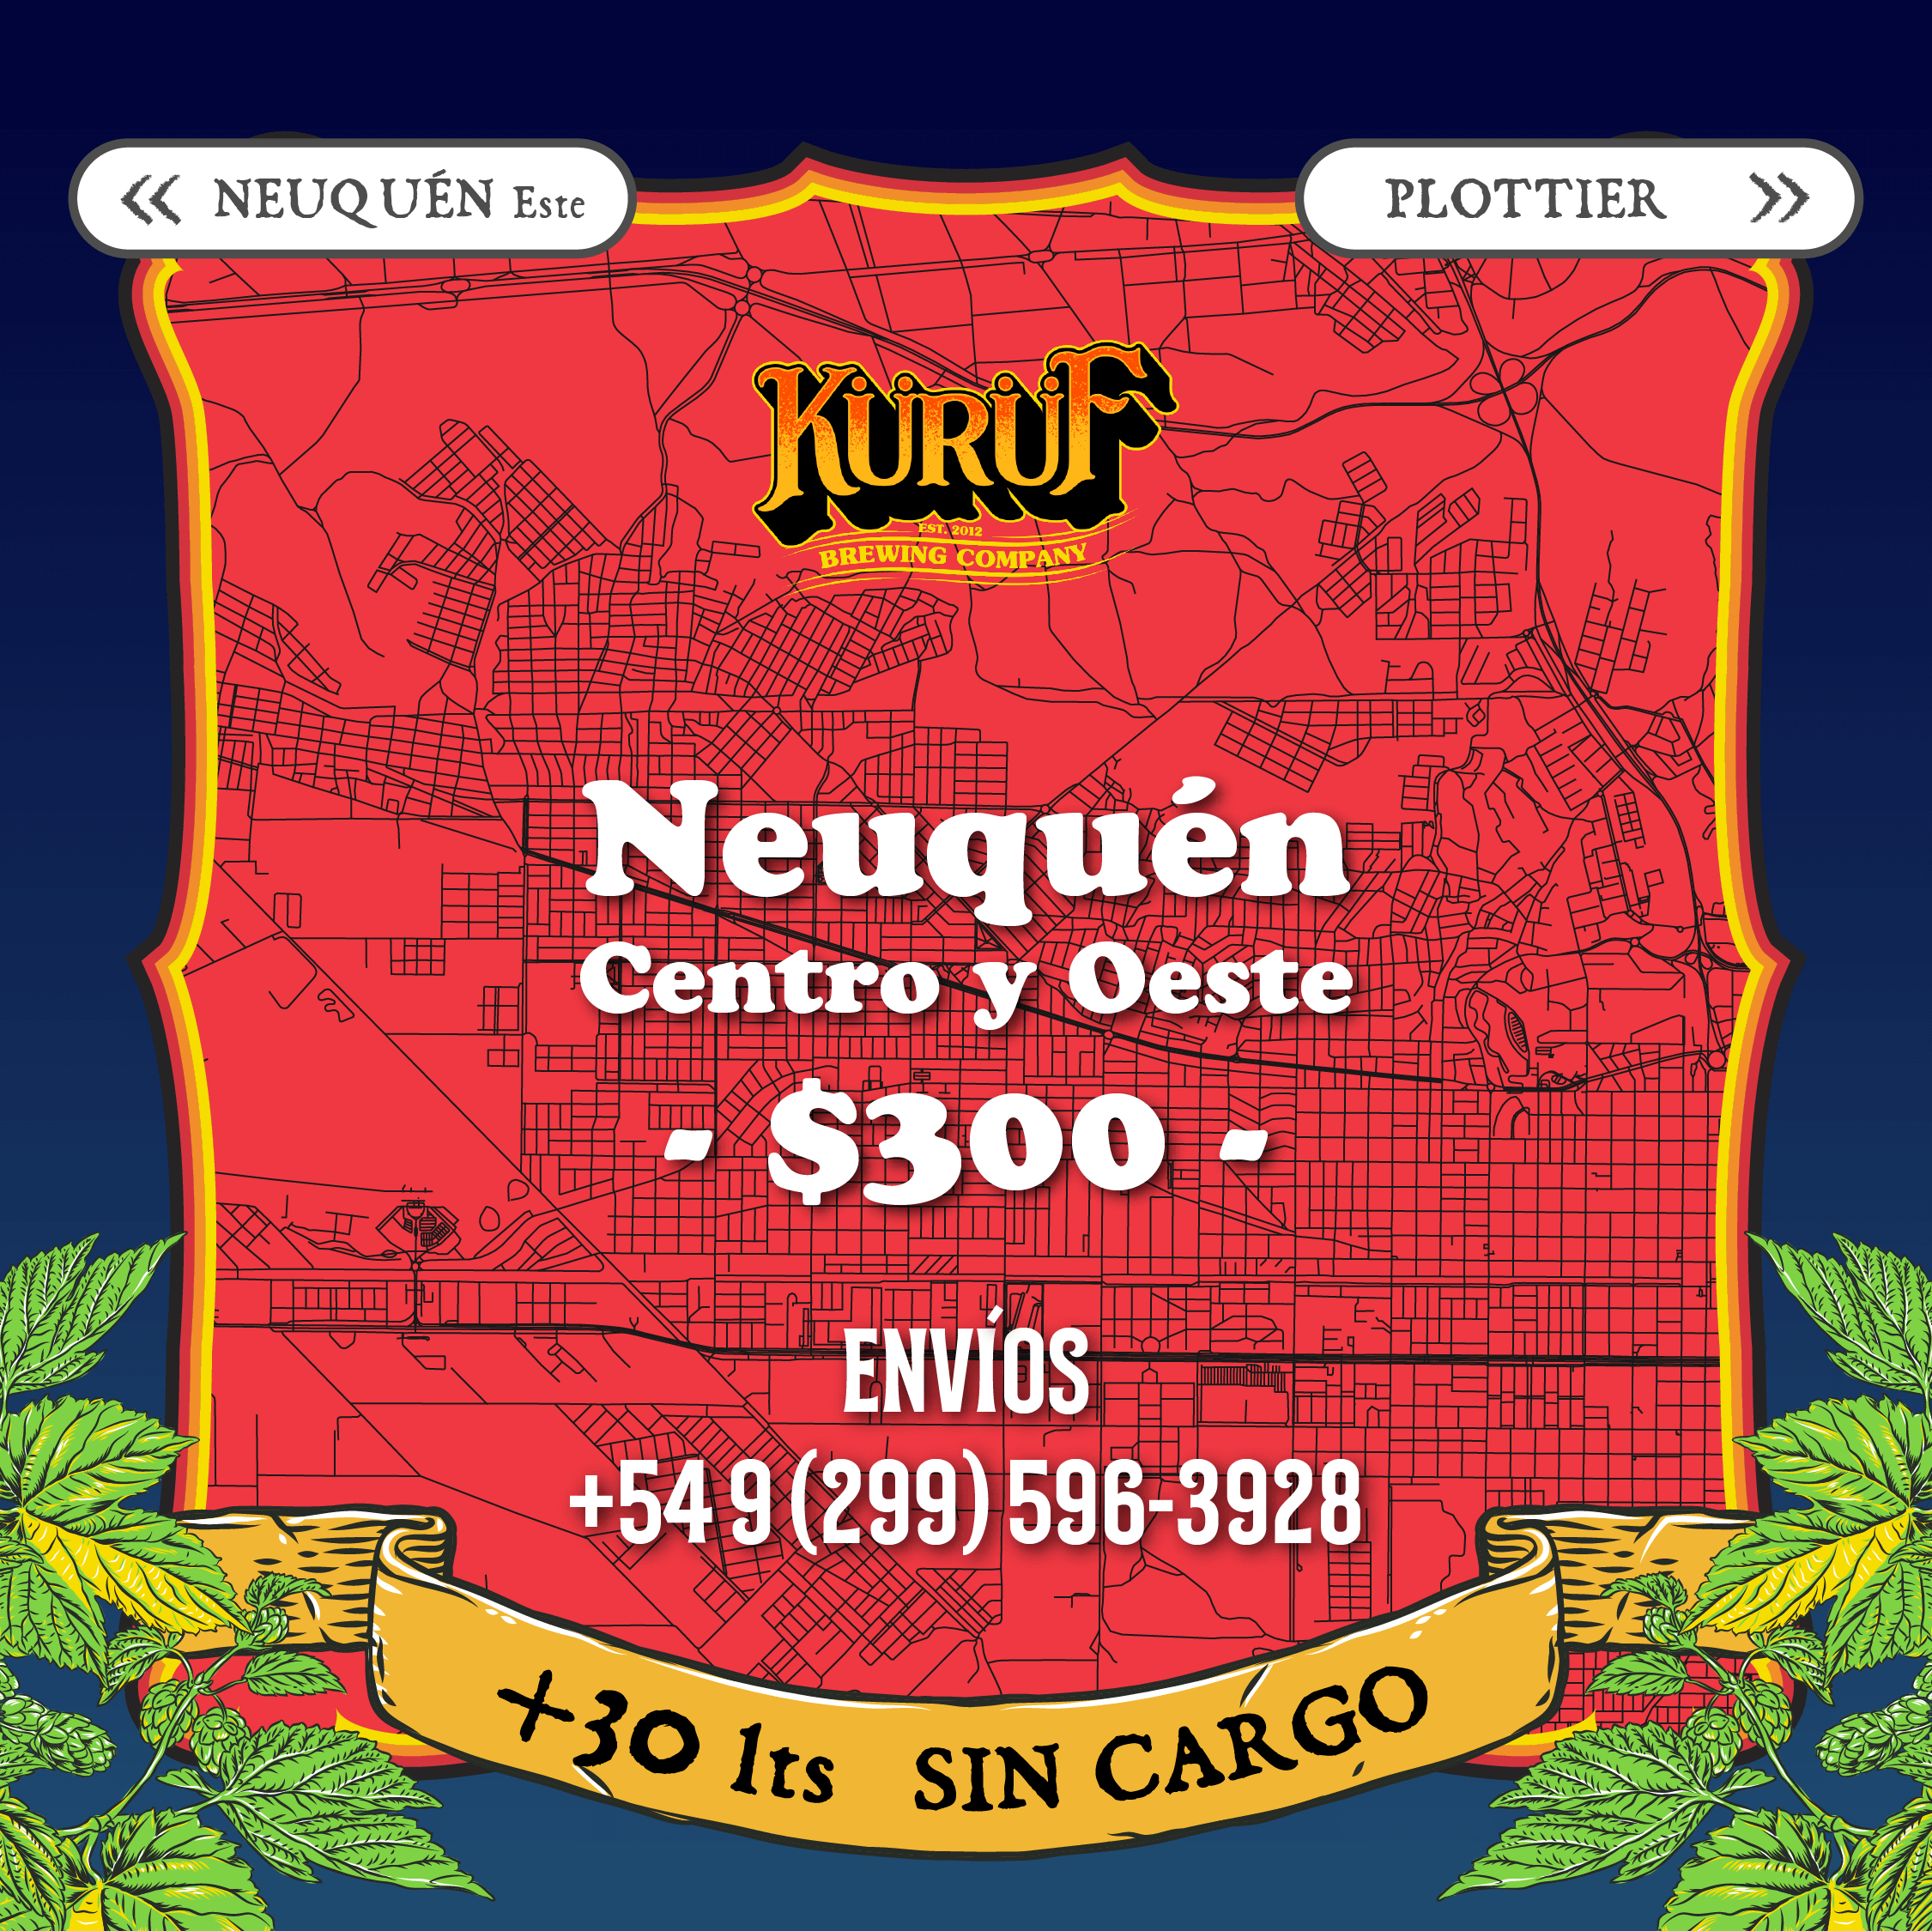 « NEUQUÉN Este
PLOTTIER »
KÜRÜF
EST. 2012
BREWING COMPANY
Neuquén
Centro y Oeste
- $300 -
ENVÍOS
+54 9 (299) 596-3928
+30 lts SIN CARGO